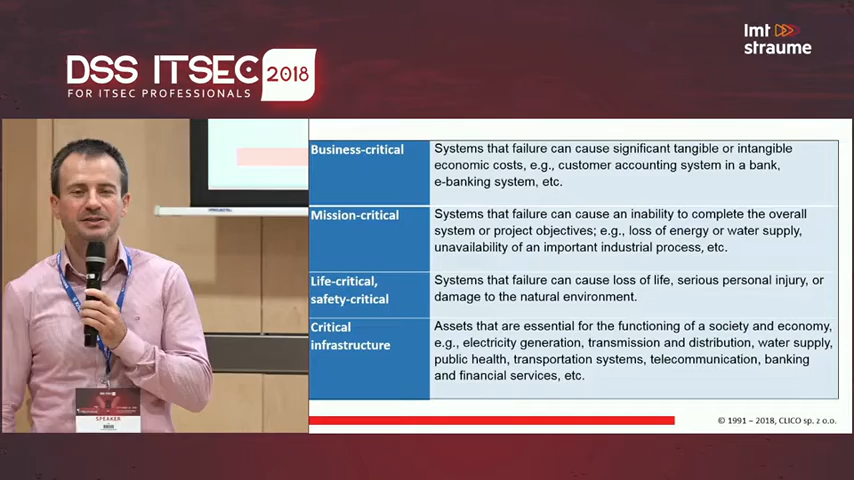 lmt
straume
DSS ITSEC 2018
FOR ITSEC PROFESSIONALS
Business-critical
Systems that failure can cause significant tangible or intangible
economic costs, e.g., customer accounting system in a bank,
e-banking system, etc.
Mission-critical
Systems that failure can cause an inability to complete the overall
system or project objectives; e.g., loss of energy or water supply,
unavailability of an important industrial process, etc.
Life-critical,
safety-critical
Systems that failure can cause loss of life, serious personal injury, or
damage to the natural environment.
Critical
infrastructure
Assets that are essential for the functioning of a society and economy,
e.g., electricity generation, transmission and distribution, water supply,
public health, transportation systems, telecommunication, banking
and financial services, etc.
SPEAKER
© 1991 – 2018, CLICO sp. z o.o.